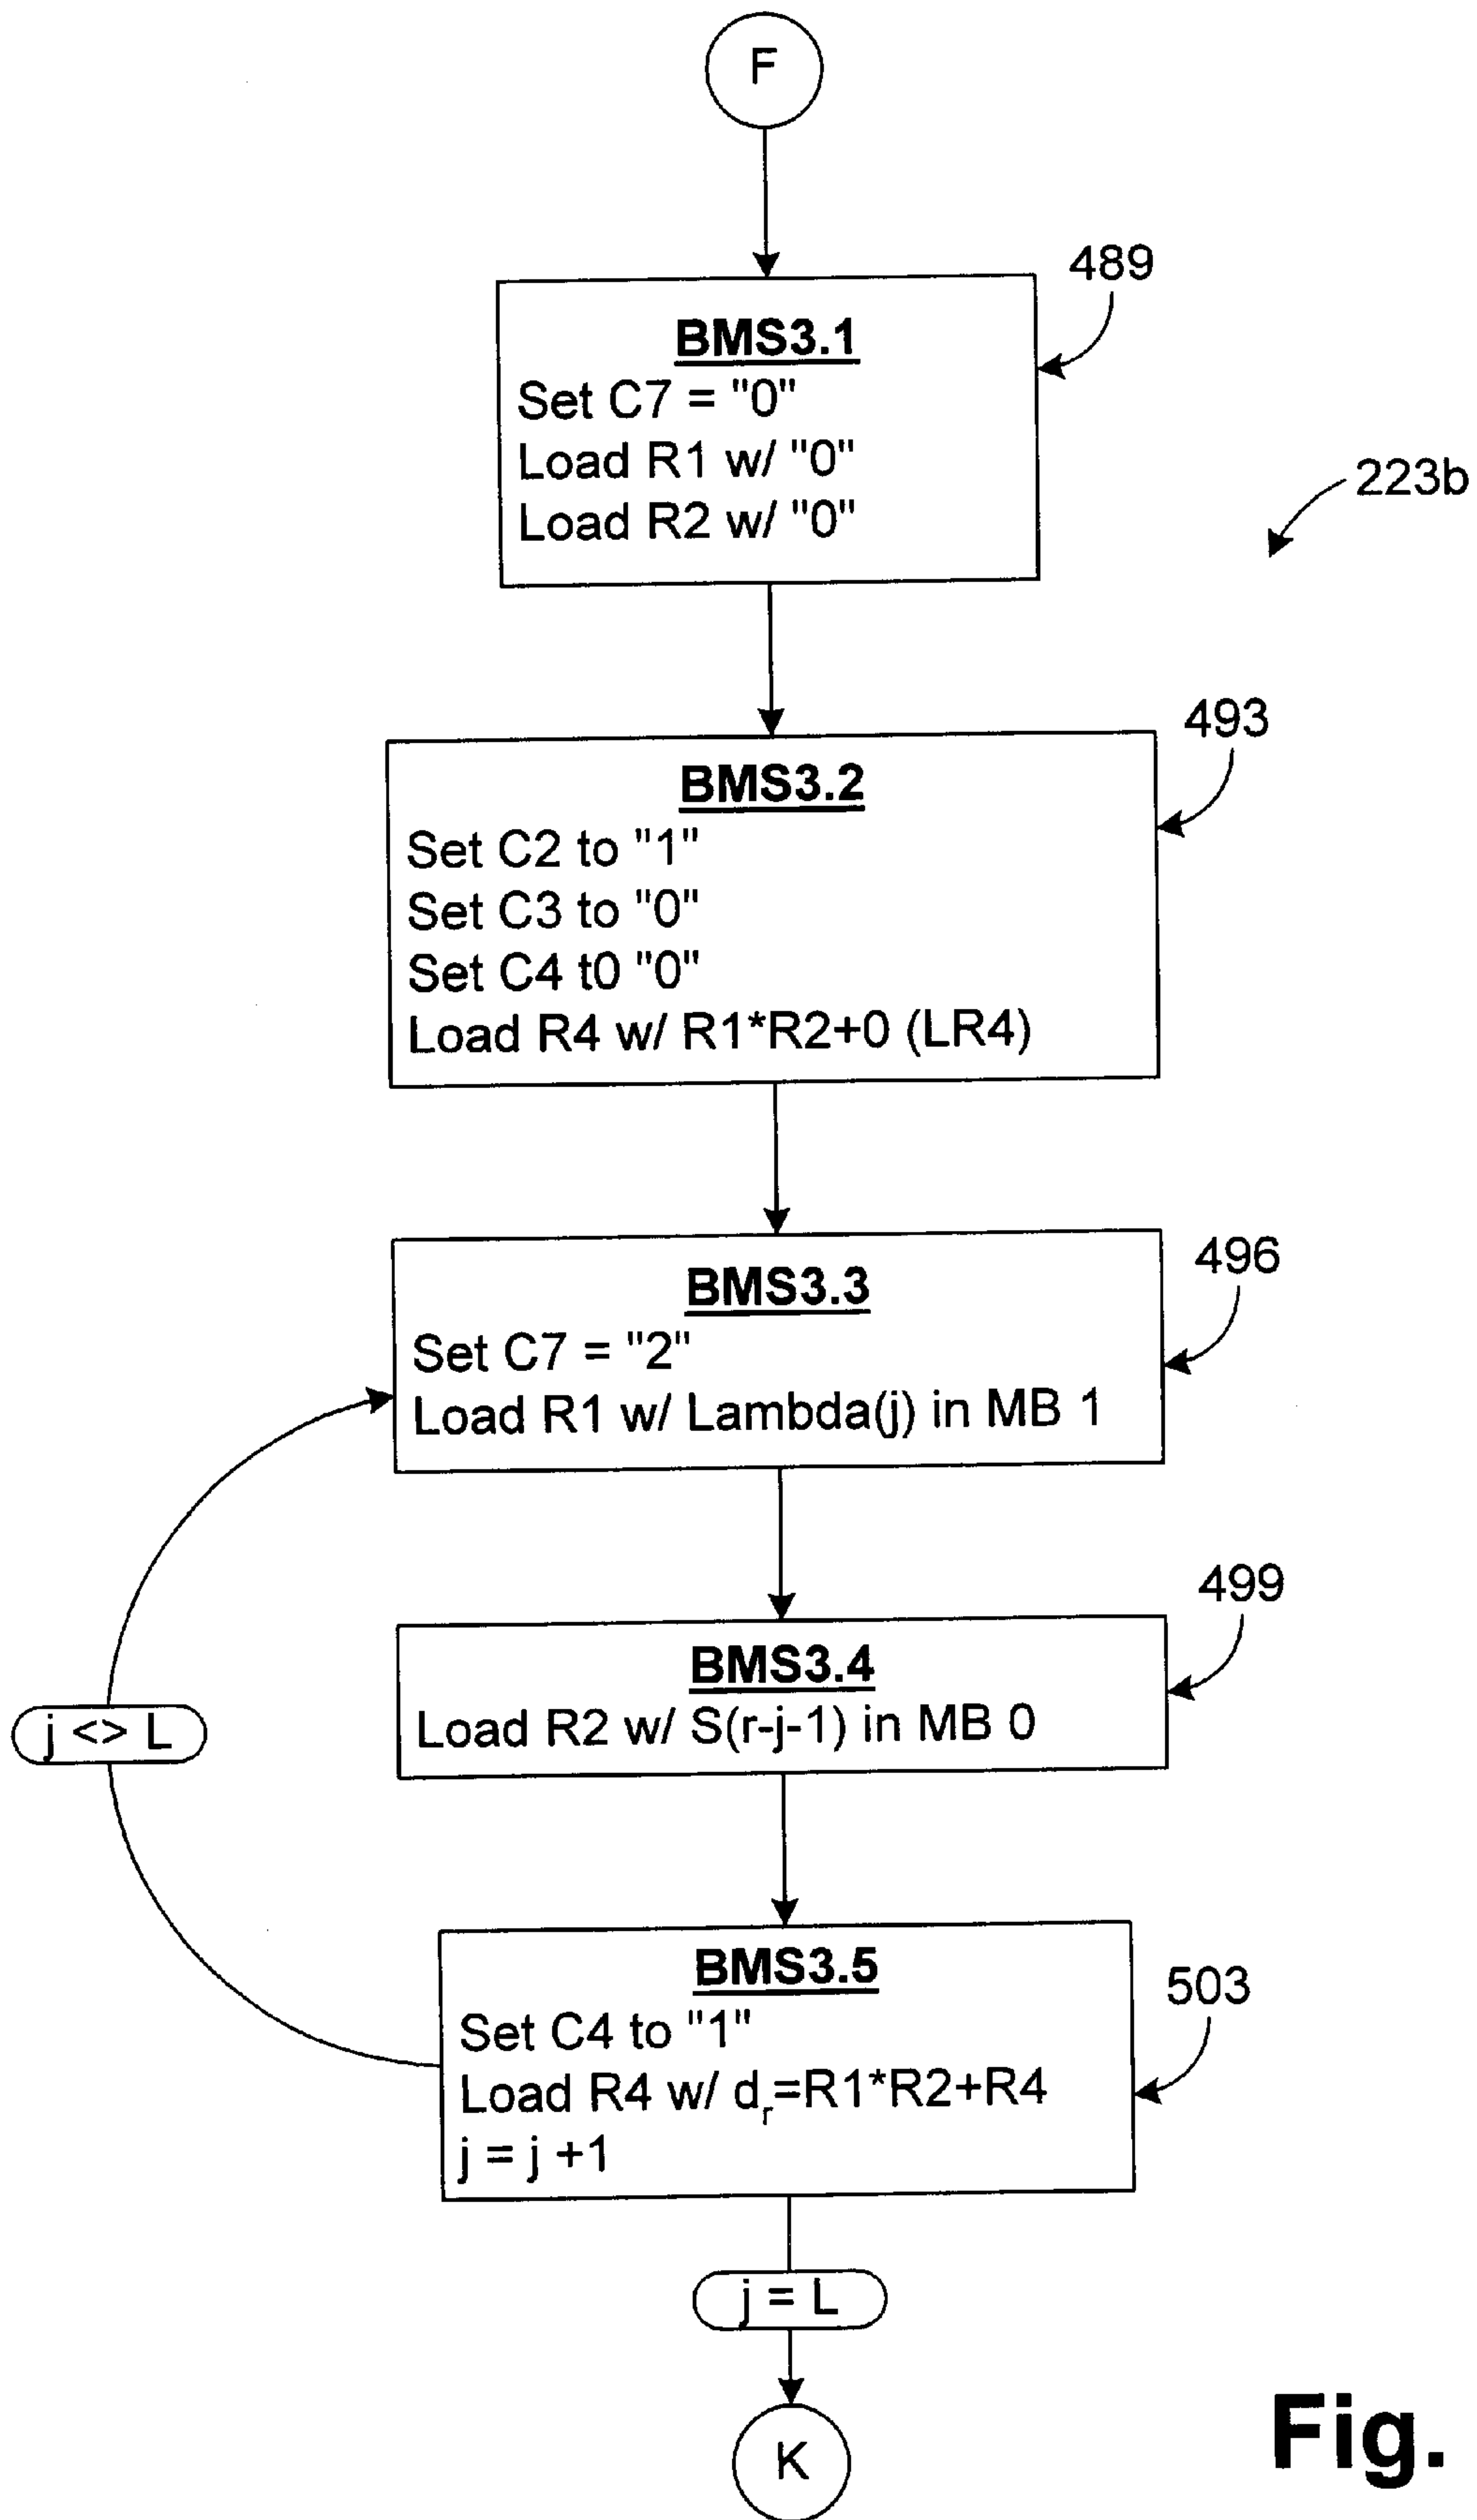 F
489
BMS3.1
Set C7 = "0"
Load R1 w/ "0"
Load R2 w/ "0"
223b
493
BMS3.2
Set C2 to "1"
Set C3 to "0"
Set C4 t0 "0"
Load R4 w/ R1*R2+0 (LR4)
496
BMS3.3
Set C7 = "2"
Load R1 w/ Lambda(j) in MB 1
499
BMS3.4
Load R2 w/ S(r-j-1) in MB 0
j <> L
503
BMS3.5
Set C4 to "1"
Load R4 w/ dr=R1*R2+R4
j = j +1
j = L
K
Fig.